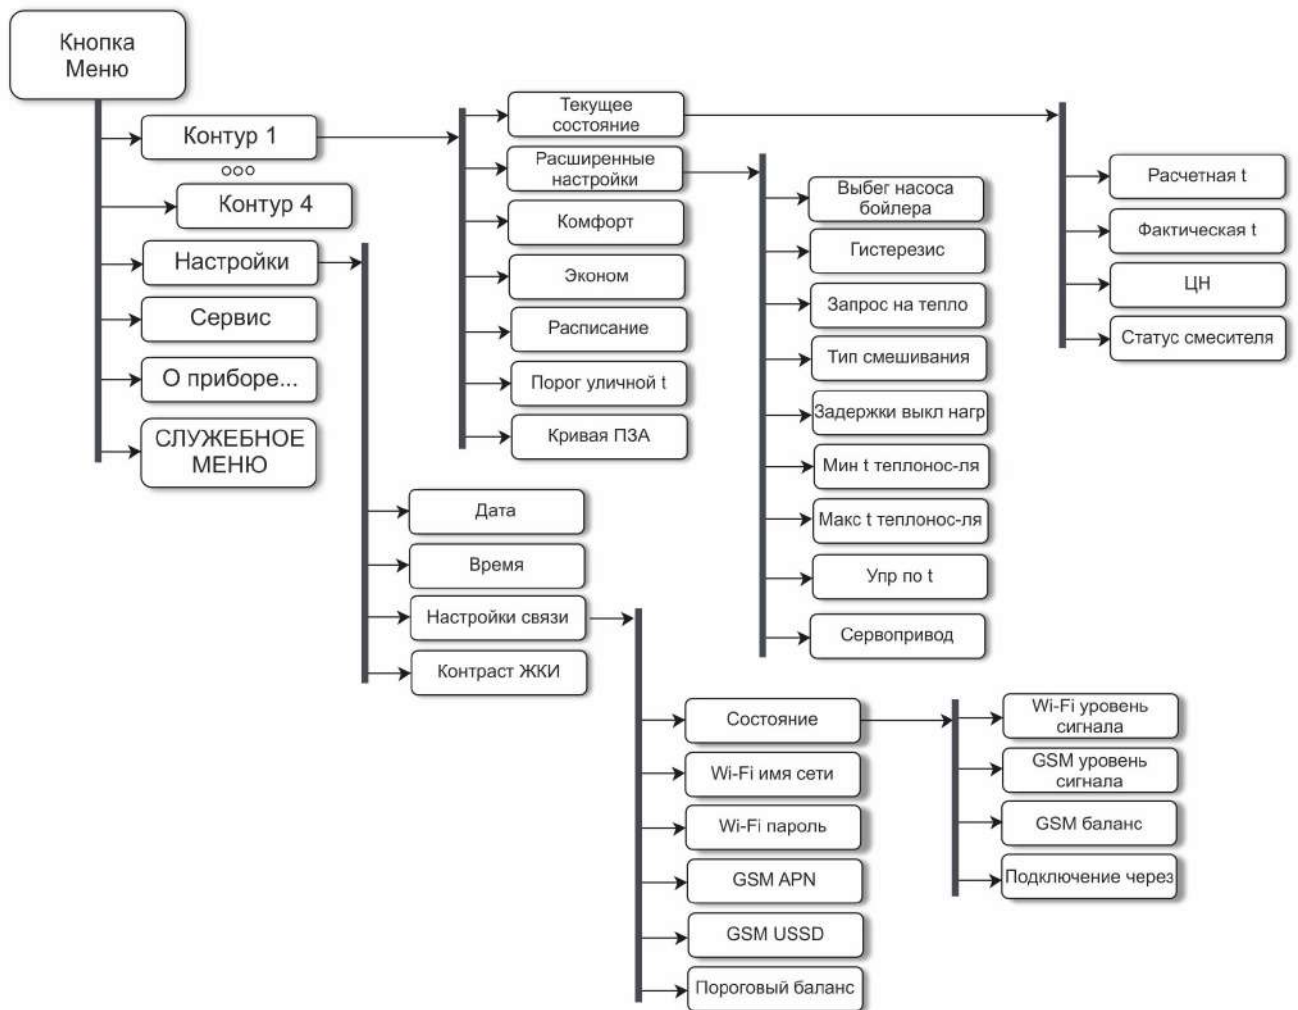 Кнопка
Меню
Контур 1
ооо
Контур 4
Настройки
Сервис
О приборе...
СЛУЖЕБНОЕ
МЕНЮ
Текущее
состояние
Расширенные
настройки
Комфорт
Эконом
Расписание
Порог уличной t
Кривая ПЗА
Расчетная t
Фактическая t
ЦН
Статус смесителя
Выбег насоса
бойлера
Гистерезис
Запрос на тепло
Тип смешивания
Задержки выкл нагр
Мин t теплонос-ля
Макс t теплонос-ля
Упр по t
Сервопривод
Дата
Время
Настройки связи
Контраст ЖКИ
Состояние
Wi-Fi имя сети
Wi-Fi пароль
GSM APN
GSM USSD
Пороговый баланс
Wi-Fi уровень
сигнала
GSM уровень
сигнала
GSM баланс
Подключение через